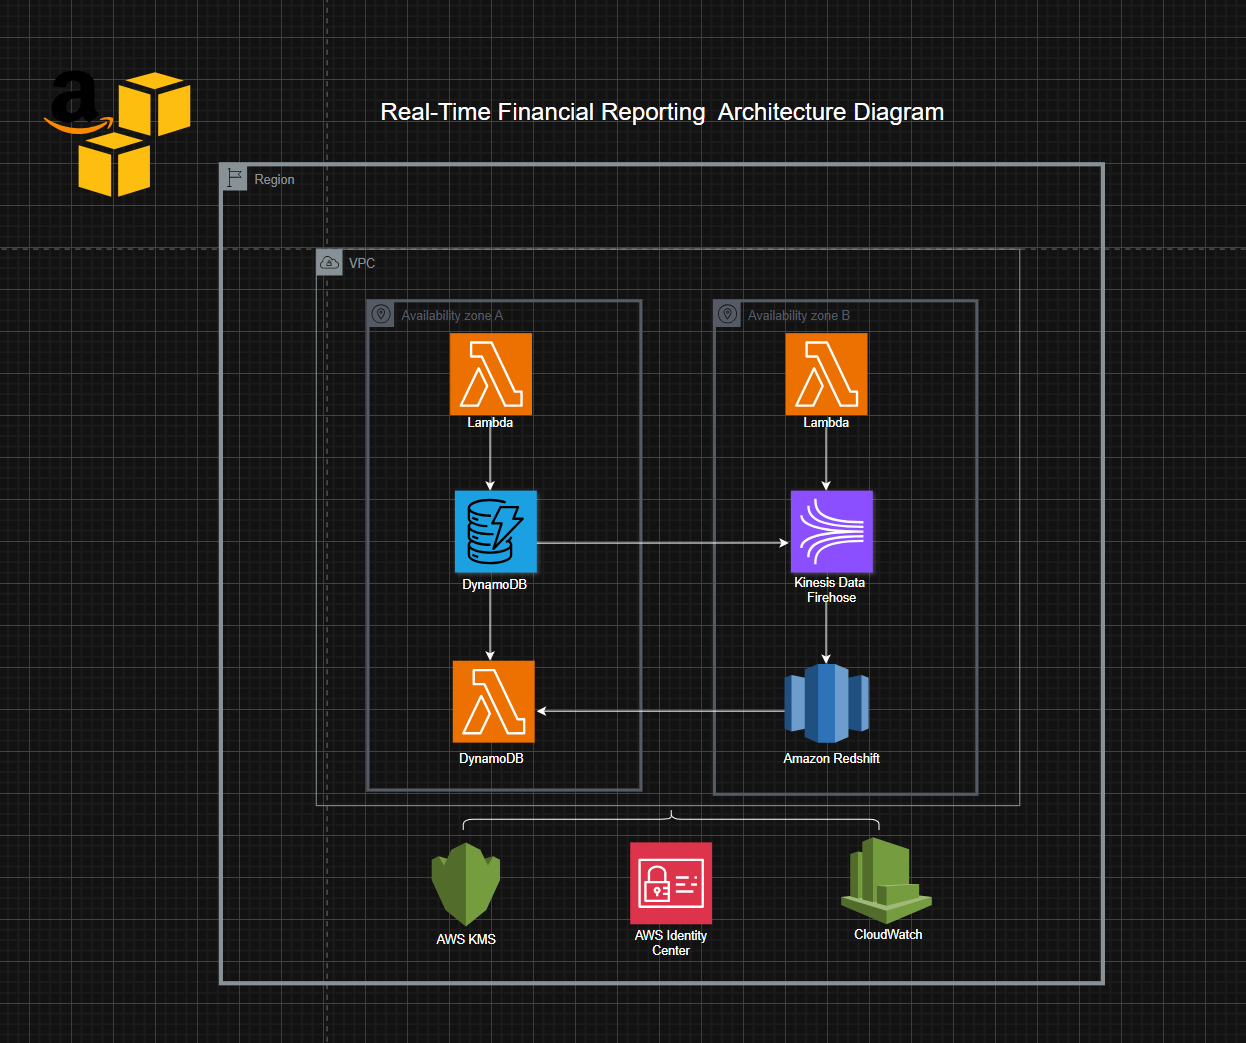 a
Real-Time Financial Reporting  Architecture Diagram
Region
VPC
Availability zone A
Availability zone B
Lambda
Lambda
DynamoDB
Kinesis Data
Firehose
DynamoDB
Amazon Redshift
AWS KMS
AWS Identity
Center
CloudWatch